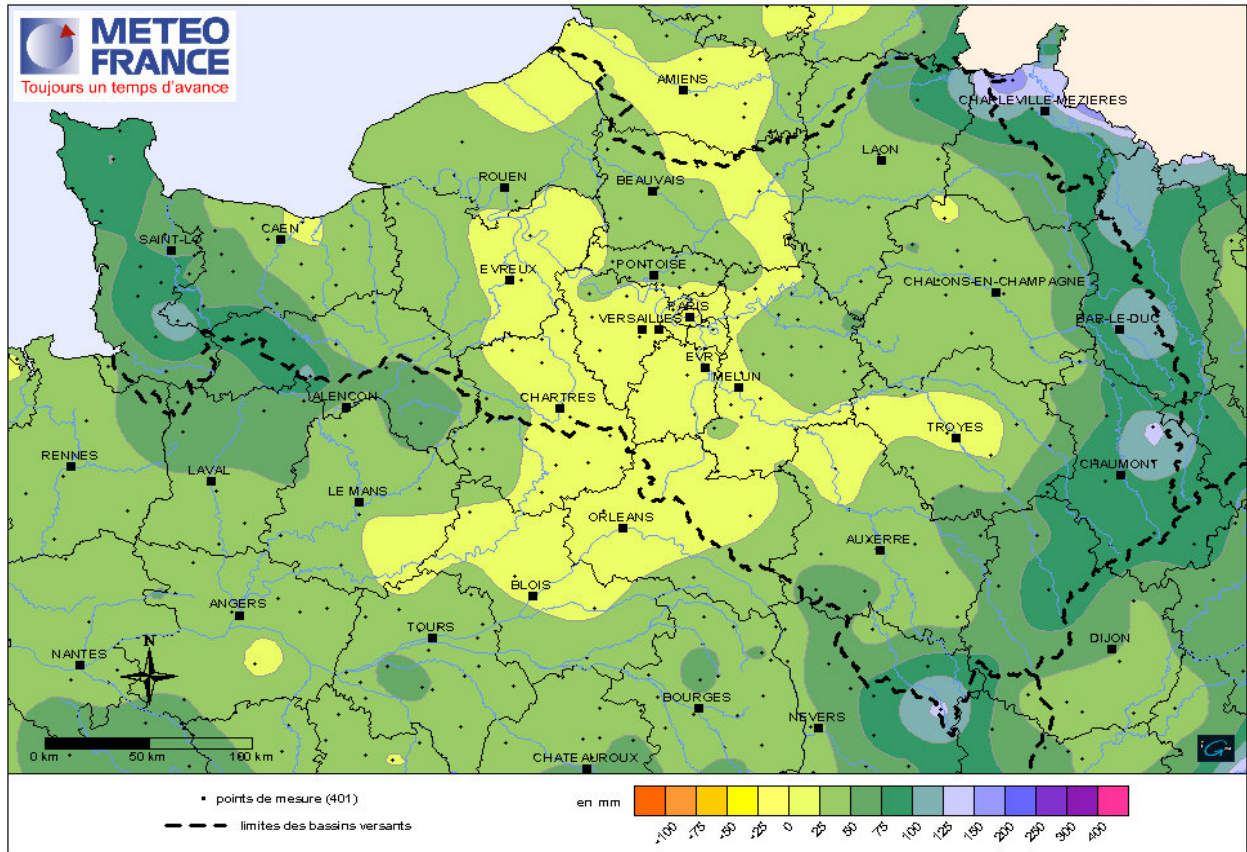 METEO
FRANCE
Toujours un temps d'avance
AMIENS
CHARLEVILLE-MEZIERES
LAON
ROUEN
BEAUVAIS
CAEN
SAINT-LO
PONTOISE
EVREUX
CHALONS-EN-CHAMPAGNE
PARIS
VERSAILLES
BAR-LE-DUC
EVRY
MELUN
CHARTRES
ALENCON
TROYES
RENNES
LAVAL
CHAUMONT
LE MANS
ORLEANS
AUXERRE
BLOIS
ANGERS
TOURS
DIJON
N
NANTES
BOURGES
NEVERS
0 km 50 km 100 km
CHATEAUROUX
points de mesure (401)
limites des bassins versants
en mm
-100 -75 -50 -25 0 25 50 75 100 125 150 200 250 300 400